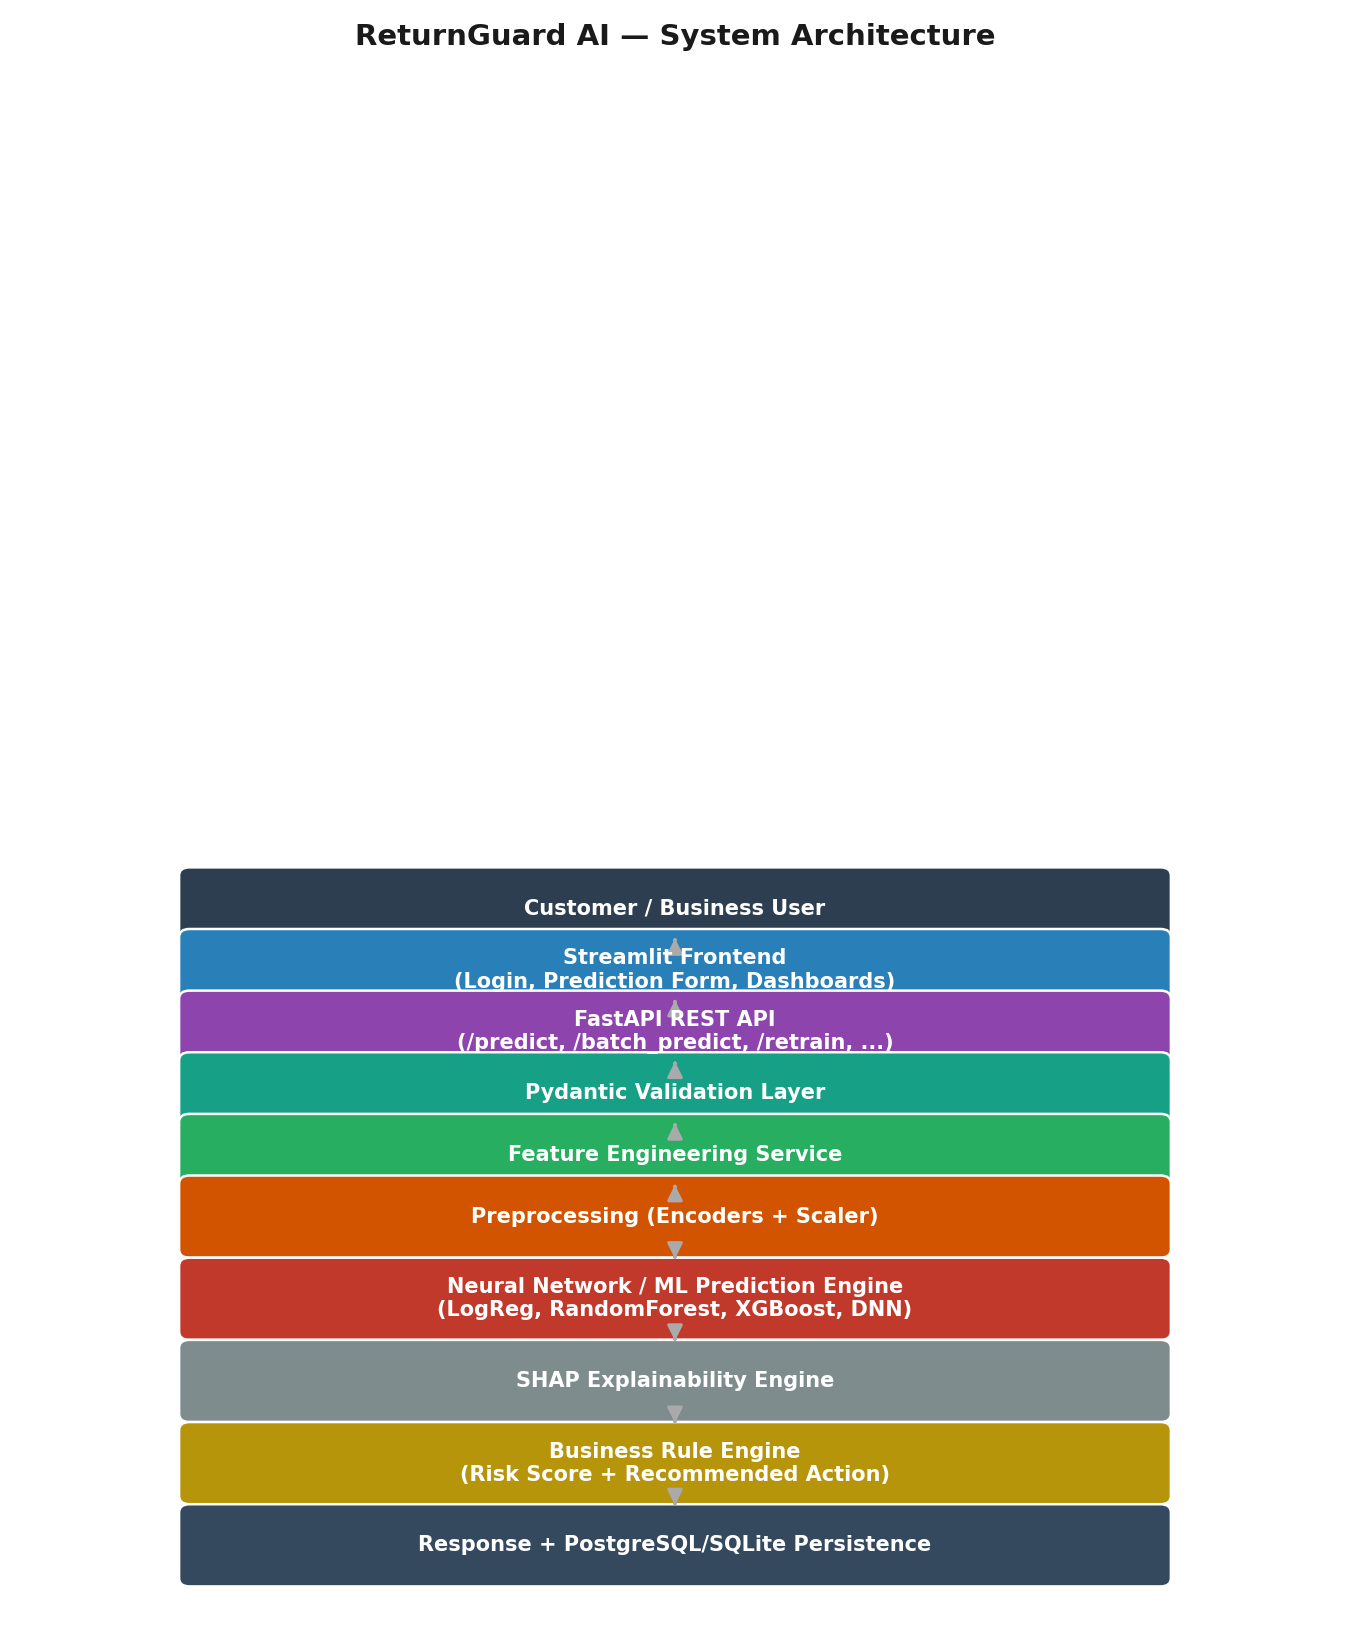 ReturnGuard AI — System Architecture
Customer / Business User
Streamlit Frontend
(Login, Prediction Form, Dashboards)
FastAPI REST API
(/predict, /batch_predict, /retrain, ...)
Pydantic Validation Layer
Feature Engineering Service
Preprocessing (Encoders + Scaler)
Neural Network / ML Prediction Engine
(LogReg, RandomForest, XGBoost, DNN)
SHAP Explainability Engine
Business Rule Engine
(Risk Score + Recommended Action)
Response + PostgreSQL/SQLite Persistence